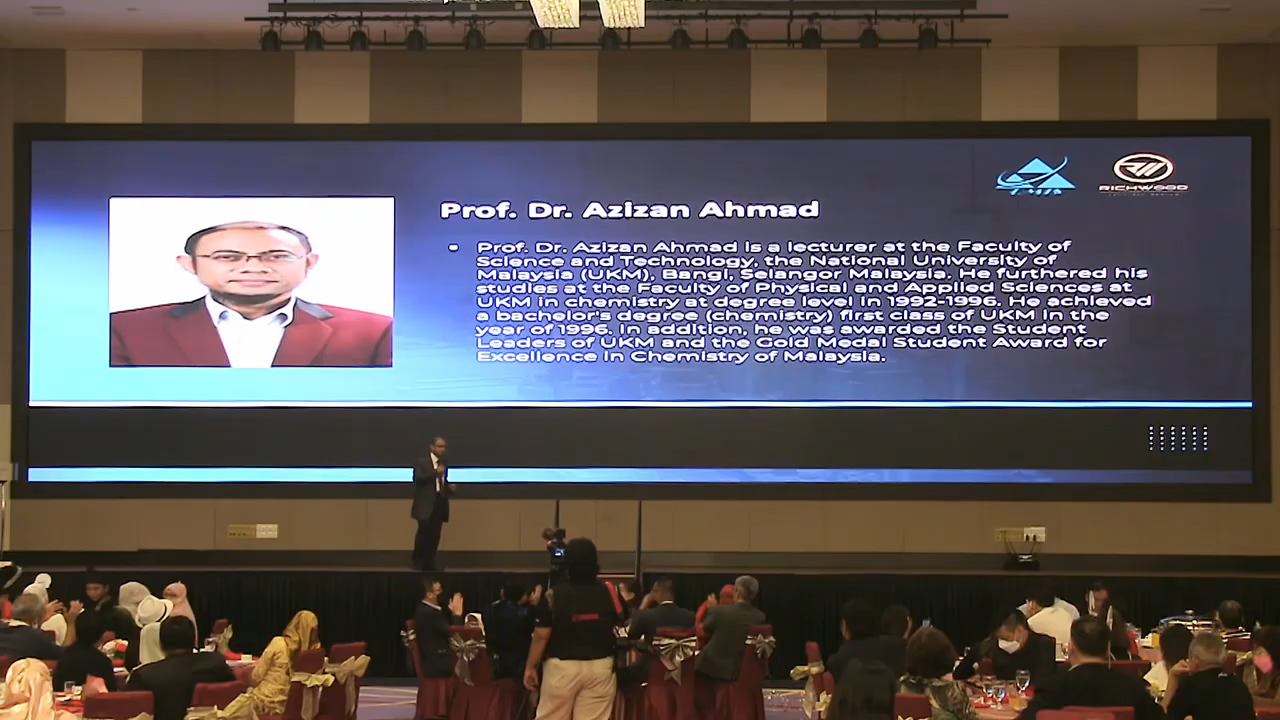 RICHWOOD
Prof. Dr. Azizan Ahmad
Prof. Dr. Azizan Ahmad is a lecturer at the Faculty of
Science and Technology, the National University of
Malaysia (UKM), Bangi, Selangor Malaysia. He furthered his
studies at the Faculty of Physical and Applied Sciences at
UKM in chemistry at degree level in 1992-1996. He achieved
a bachelor's degree (chemistry) first class of UKM in the
year of 1996. In addition, he was awarded the Student
Leaders of UKM and the Gold Medal Student Award for
Excellence in Chemistry of Malaysia.